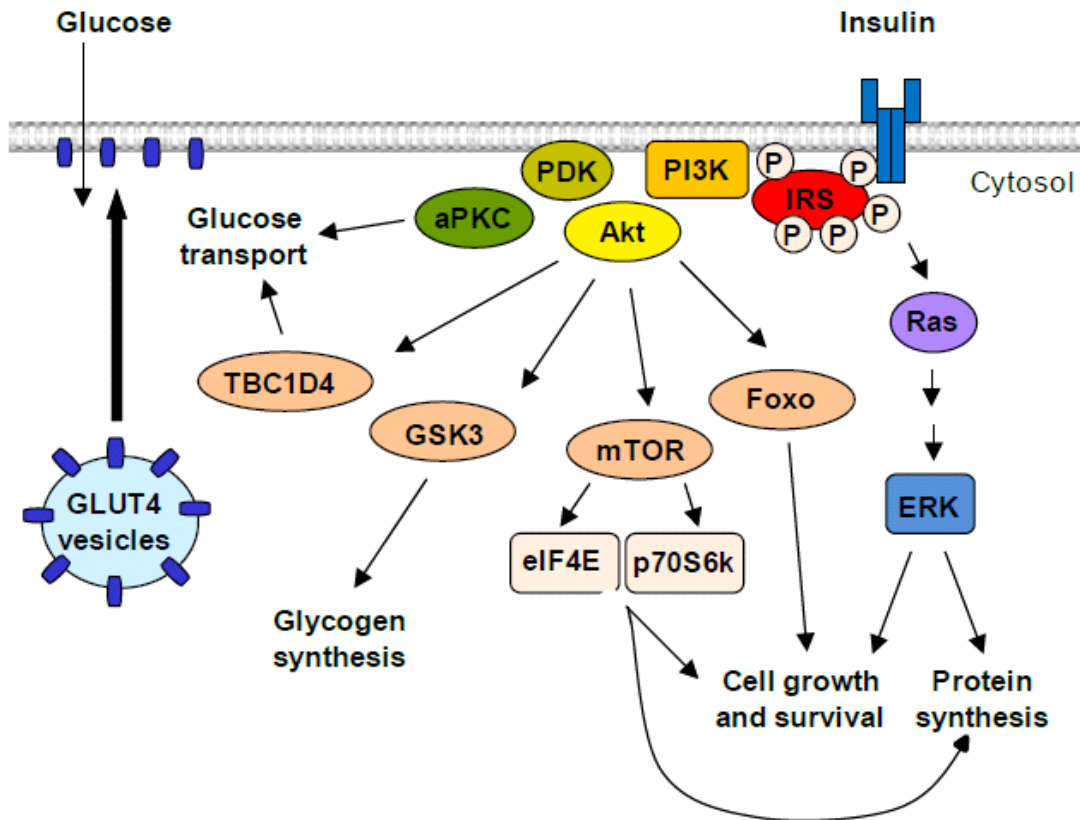 Glucose
Insulin
P
P
P
P
P
PDK
PI3K
IRS
Cytosol
aPKC
Akt
Glucose
transport
Ras
TBC1D4
Foxo
GSK3
mTOR
GLUT4
vesicles
ERK
eIF4E
p70S6k
Glycogen
synthesis
Cell growth
and survival
Protein
synthesis